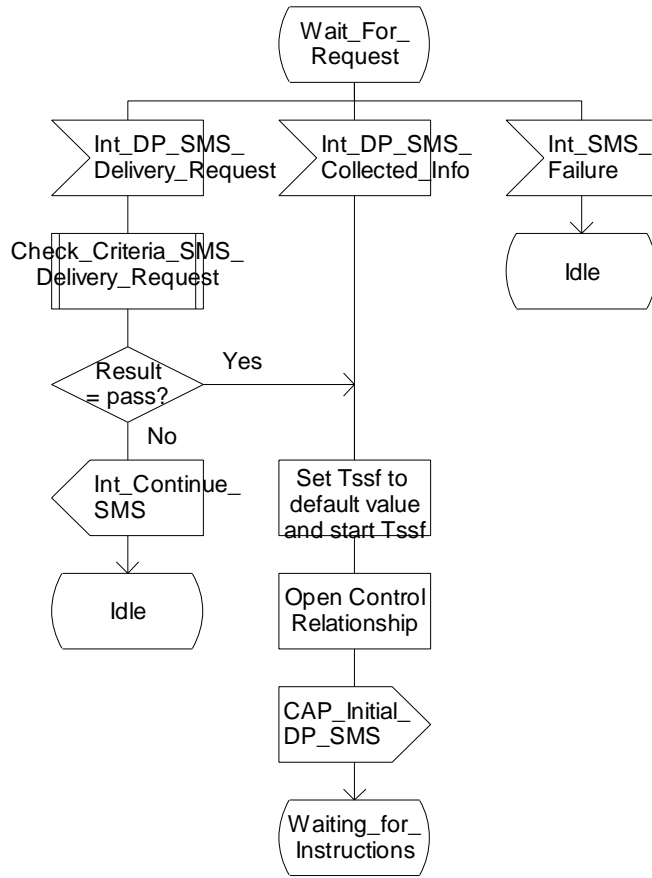 Wait_For_
Request
Int_DP_SMS_
Delivery_Request
Int_DP_SMS_
Collected_Info
Int_SMS_
Failure
Check_Criteria_SMS_
Delivery_Request
Idle
Result
= pass?
Yes
No
Int_Continue_
SMS
Set Tssf to
default value
and start Tssf
Idle
Open Control
Relationship
CAP_Initial_
DP_SMS
Waiting_for_
Instructions